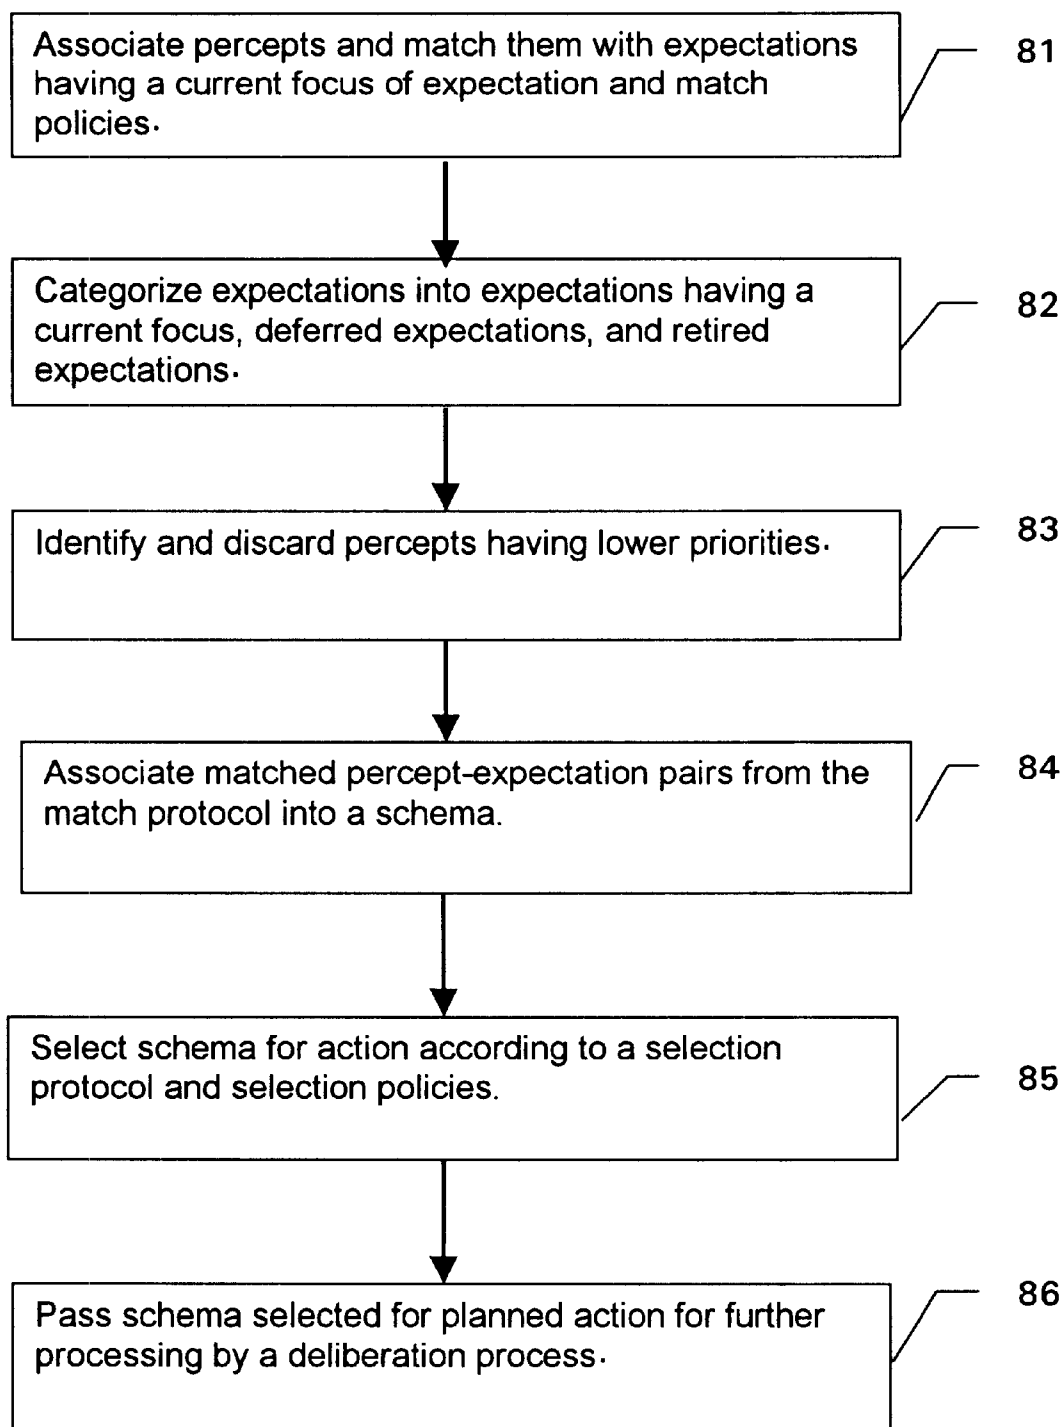 Associate percepts and match them with expectations
having a current focus of expectation and match
policies.
81
Categorize expectations into expectations having a
current focus, deferred expectations, and retired
expectations.
82
Identify and discard percepts having lower priorities.
83
Associate matched percept-expectation pairs from the
match protocol into a schema.
84
Select schema for action according to a selection
protocol and selection policies.
85
Pass schema selected for planned action for further
processing by a deliberation process.
86